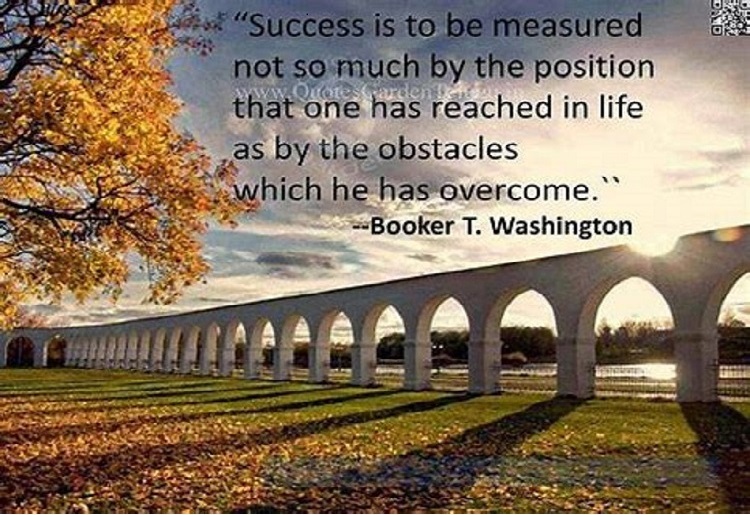 “Success is to be measured
not so much by the position
that one has reached in life
as by the obstacles
which he has overcome.``
--Booker T. Washington